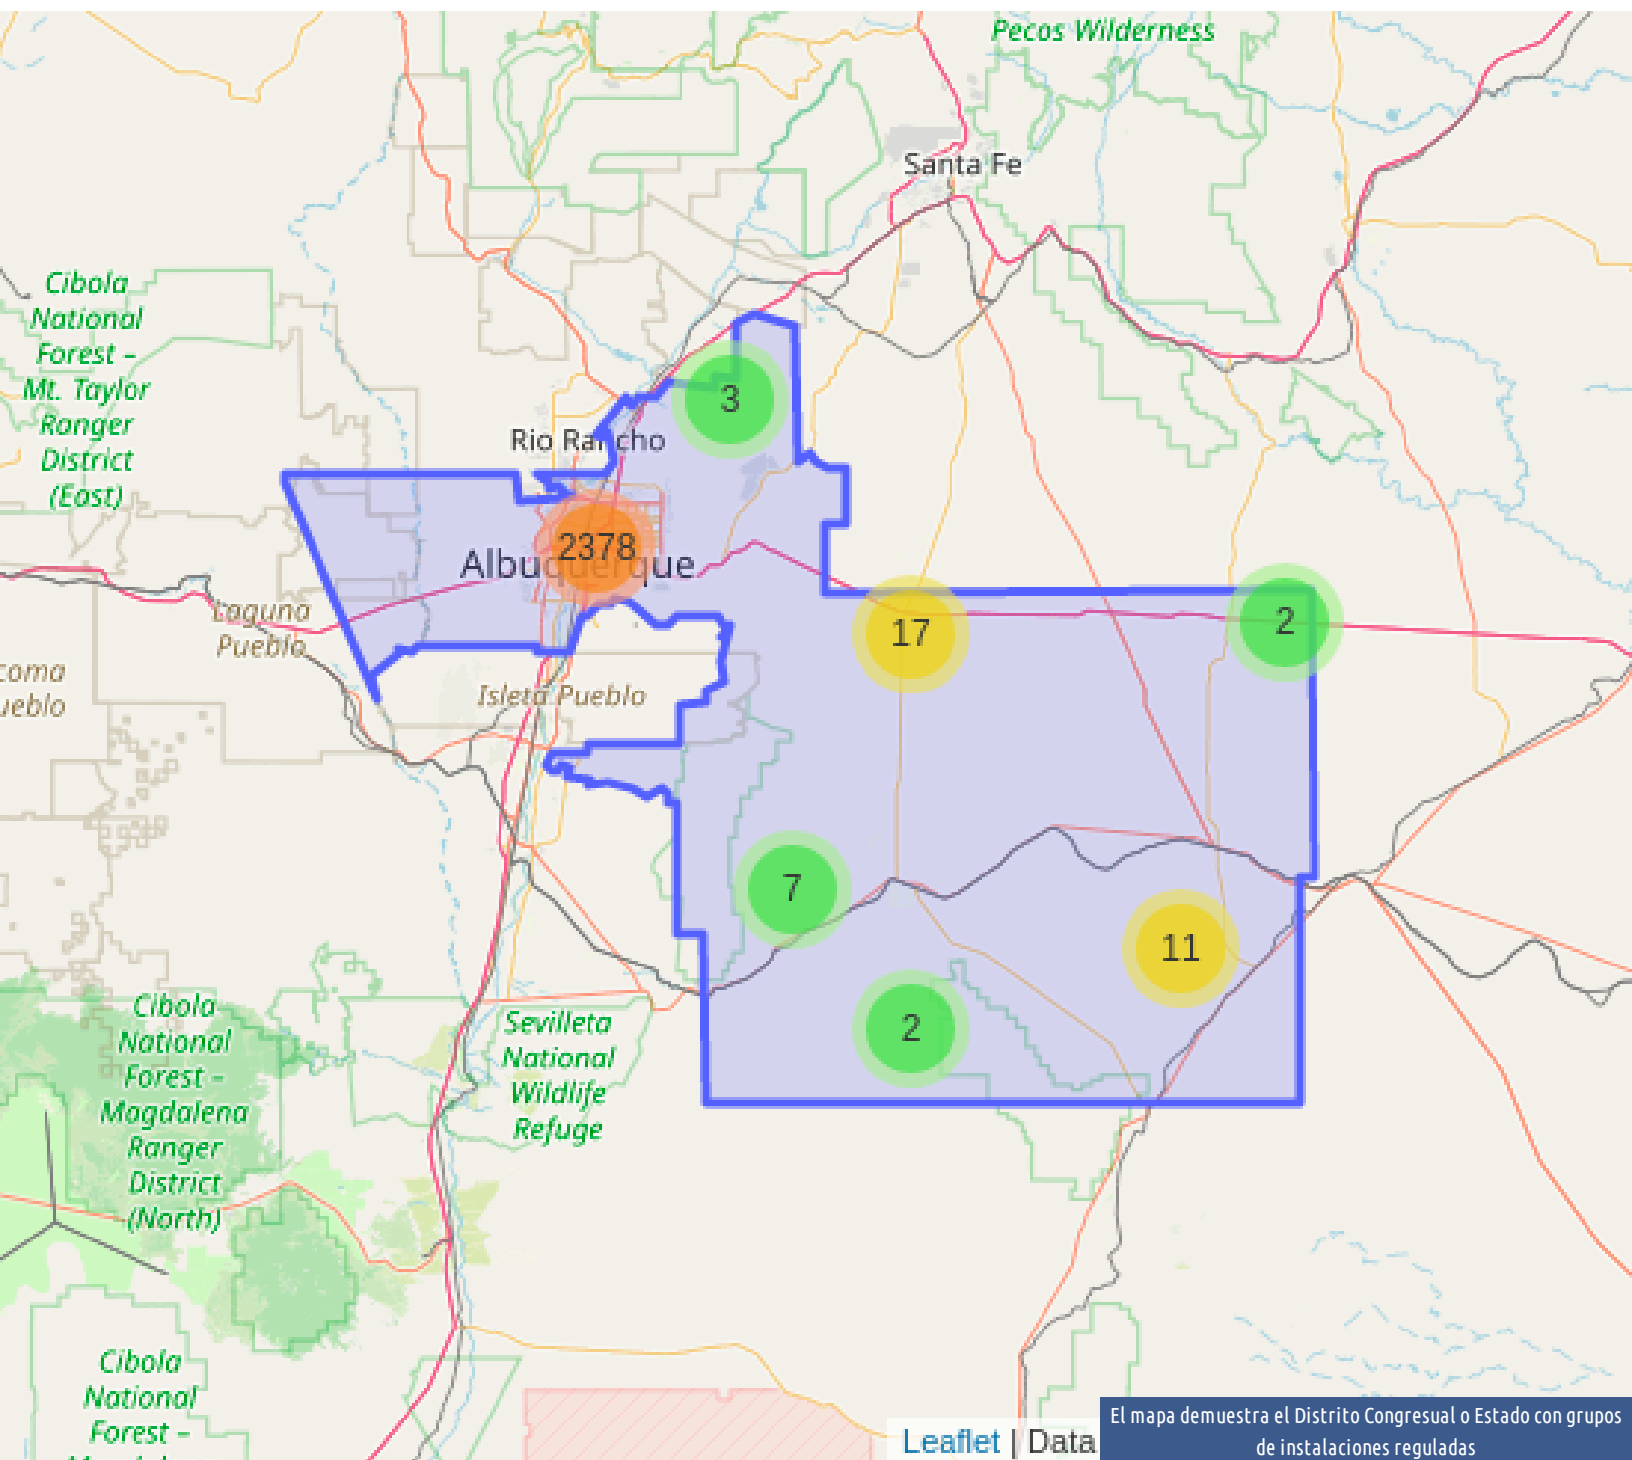 Pecos Wilderness
Santa Fe
Cibola
National
Forest –
Mt. Taylor
Ranger
District
(East)
3
Rio Rancho
2378
Albuquerque
Laguna
Pueblo
17
2
coma
ueblo
Isleta Pueblo
7
11
2
Cibola
National
Forest –
Magdalena
Ranger
District
(North)
Sevilleta
National
Wildlife
Refuge
Cibola
National
Forest –
Leaflet | Data
El mapa demuestra el Distrito Congresual o Estado con grupos
de instalaciones reguladas